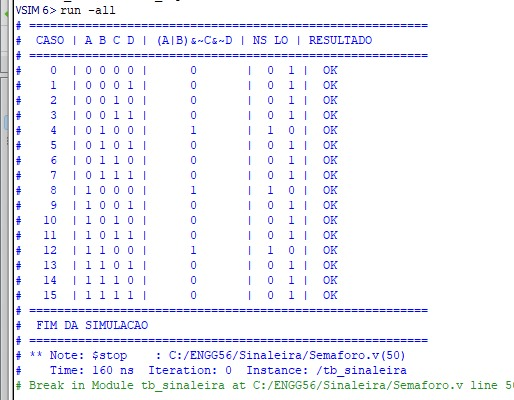 VSIM 6> run -all
# ======================================================
#   CASO | A B C D | (A|B)&~C&~D | NS LO | RESULTADO
# ======================================================
#     0 | 0 0 0 0 |      0      |  0  1 |   OK
#     1 | 0 0 0 1 |      0      |  0  1 |   OK
#     2 | 0 0 1 0 |      0      |  0  1 |   OK
#     3 | 0 0 1 1 |      0      |  0  1 |   OK
#     4 | 0 1 0 0 |      1      |  1  0 |   OK
#     5 | 0 1 0 1 |      0      |  0  1 |   OK
#     6 | 0 1 1 0 |      0      |  0  1 |   OK
#     7 | 0 1 1 1 |      0      |  0  1 |   OK
#     8 | 1 0 0 0 |      1      |  1  0 |   OK
#     9 | 1 0 0 1 |      0      |  0  1 |   OK
#    10 | 1 0 1 0 |      0      |  0  1 |   OK
#    11 | 1 0 1 1 |      0      |  0  1 |   OK
#    12 | 1 1 0 0 |      1      |  1  0 |   OK
#    13 | 1 1 0 1 |      0      |  0  1 |   OK
#    14 | 1 1 1 0 |      0      |  0  1 |   OK
#    15 | 1 1 1 1 |      0      |  0  1 |   OK
# ======================================================
#   FIM DA SIMULACAO
# ======================================================
# ** Note: $stop    : C:/ENGG56/Sinaleira/Semaforo.v(50)
#    Time: 160 ns  Iteration: 0  Instance: /tb_sinaleira
# Break in Module tb_sinaleira at C:/ENGG56/Sinaleira/Semaforo.v line